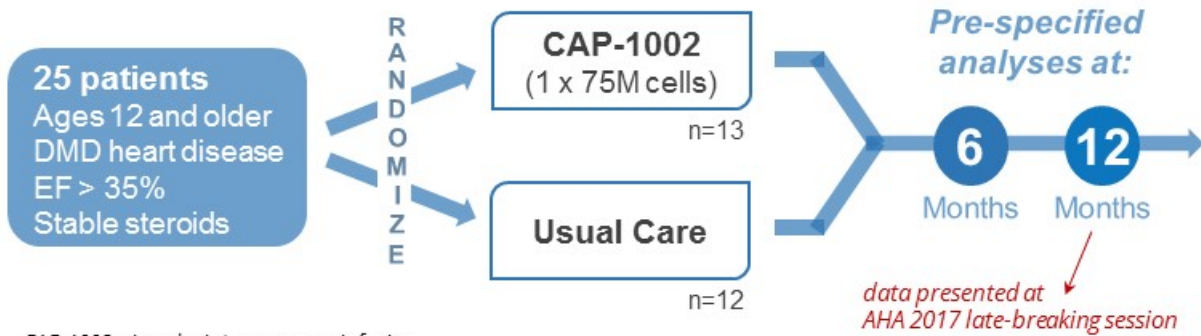 25 patients
Ages 12 and older
DMD heart disease
EF > 35%
Stable steroids
RANDOMIZE
CAP-1002
(1 x 75M cells)
n=13
Usual Care
n=12
Pre-specified
analyses at:
6
Months
12
Months
data presented at
AHA 2017 late-breaking session